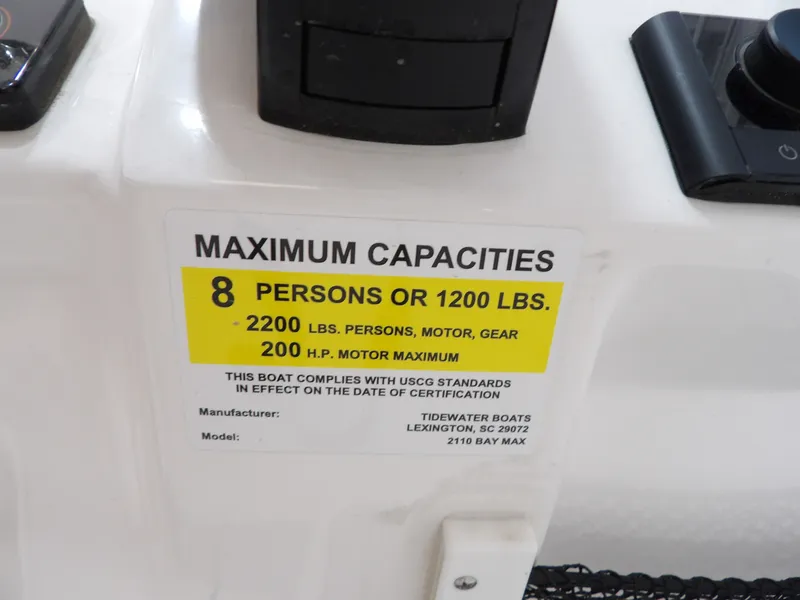 MAXIMUM CAPACITIES
8 PERSONS OR 1200 LBS.
2200 LBS. PERSONS, MOTOR, GEAR
200 H.P. MOTOR MAXIMUM
THIS BOAT COMPLIES WITH USCG STANDARDS
IN EFFECT ON THE DATE OF CERTIFICATION
Manufacturer: TIDEWATER BOATS
LEXINGTON, SC 29072
Model: 2110 BAY MAX